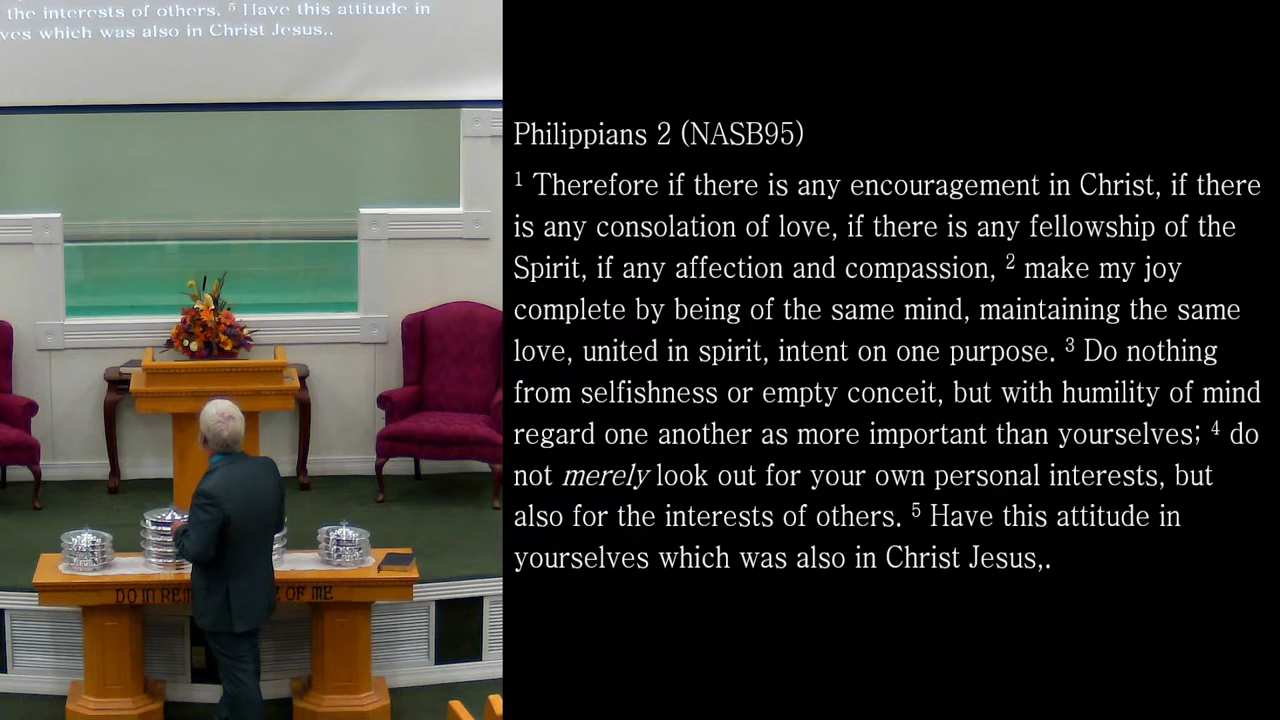 the interests of others. ⁵ Have this attitude in
ves which was also in Christ Jesus,.
DO IN REM E OF ME
Philippians 2 (NASB95)
¹ Therefore if there is any encouragement in Christ, if there
is any consolation of love, if there is any fellowship of the
Spirit, if any affection and compassion, ² make my joy
complete by being of the same mind, maintaining the same
love, united in spirit, intent on one purpose. ³ Do nothing
from selfishness or empty conceit, but with humility of mind
regard one another as more important than yourselves; ⁴ do
not merely look out for your own personal interests, but
also for the interests of others. ⁵ Have this attitude in
yourselves which was also in Christ Jesus,.